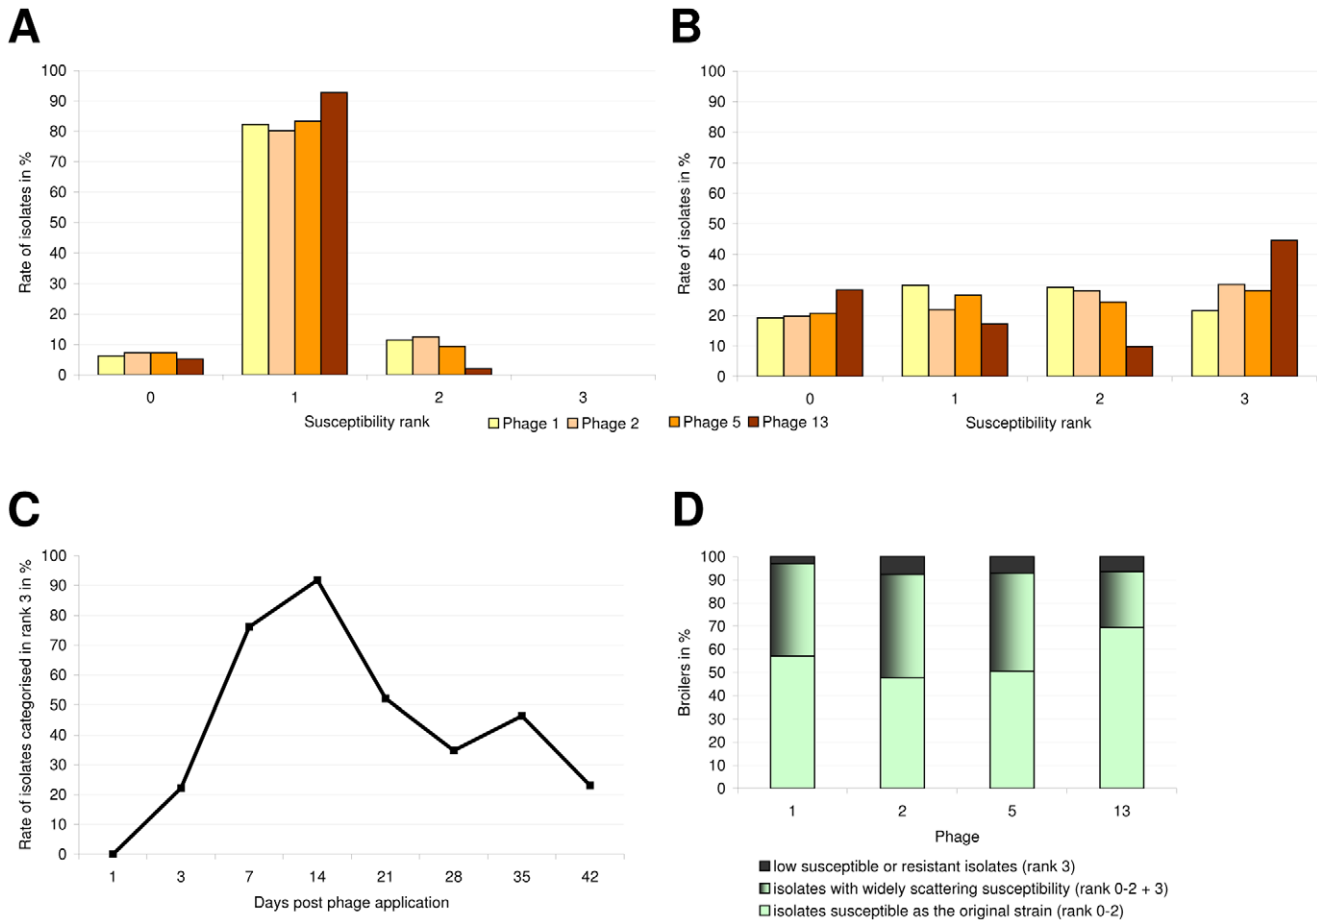 A
Rate of isolates in %
100
90
80
70
60
50
40
30
20
10
0
0 1 2 3
Susceptibility rank
Phage 1 Phage 2 Phage 5 Phage 13
B
Rate of isolates in %
100
90
80
70
60
50
40
30
20
10
0
0 1 2 3
Susceptibility rank
C
Rate of isolates categorised in rank 3 in %
100
90
80
70
60
50
40
30
20
10
0
1 3 7 14 21 28 35 42
Days post phage application
D
Broilers in %
100
90
80
70
60
50
40
30
20
10
0
1 2 5 13
Phage
low susceptible or resistant isolates (rank 3)
isolates with widely scattering susceptibility (rank 0-2 + 3)
isolates susceptible as the original strain (rank 0-2)